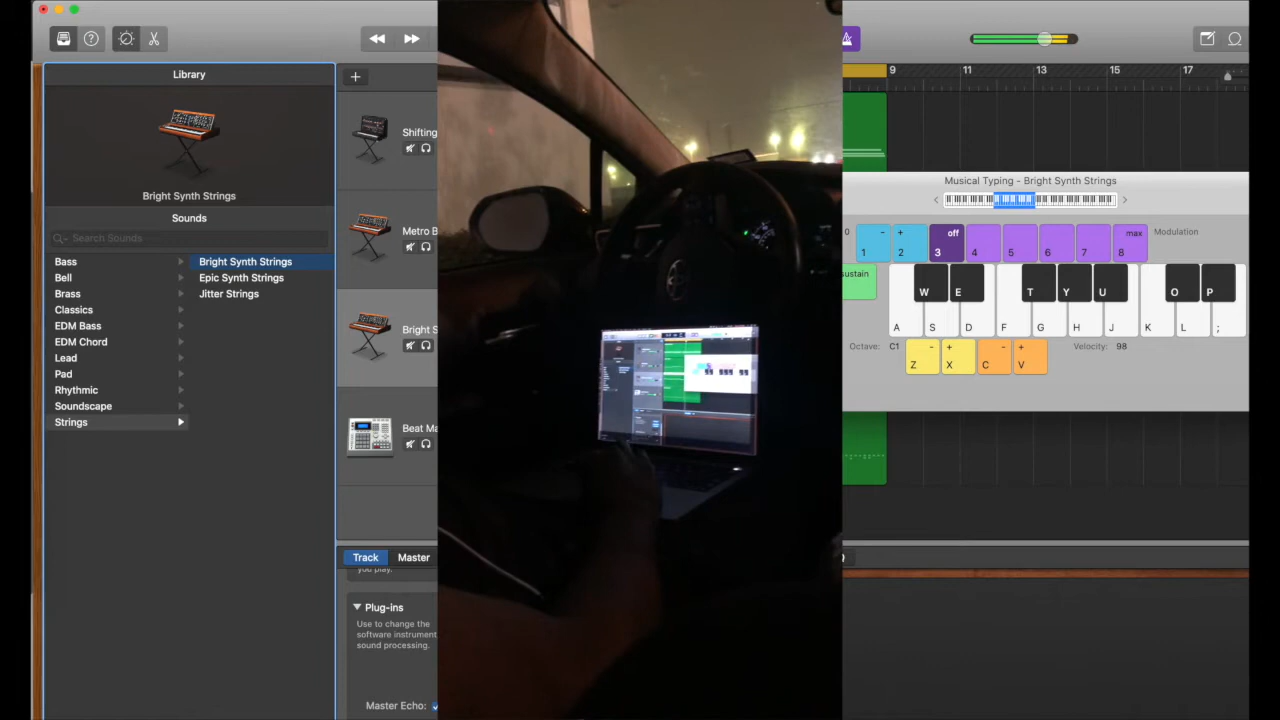 Library
Bright Synth Strings
Sounds
Search Sounds
Bass
Bell
Brass
Classics
EDM Bass
EDM Chord
Lead
Pad
Rhythmic
Soundscape
Strings
Bright Synth Strings
Epic Synth Strings
Jitter Strings
Shifting
Metro B
Bright S
Beat Ma
Track
Master
you play.
Plug-ins
Use to change the
software instrument
sound processing.
Master Echo:
9 11 13 15 17
Musical Typing - Bright Synth Strings
0
- 1
+ 2
off 3
4
5
6
7
max 8
Modulation
sustain
W E T Y U O P
A S D F G H J K L ;
Octave: C1
Z -
X +
C -
V +
Velocity: 98